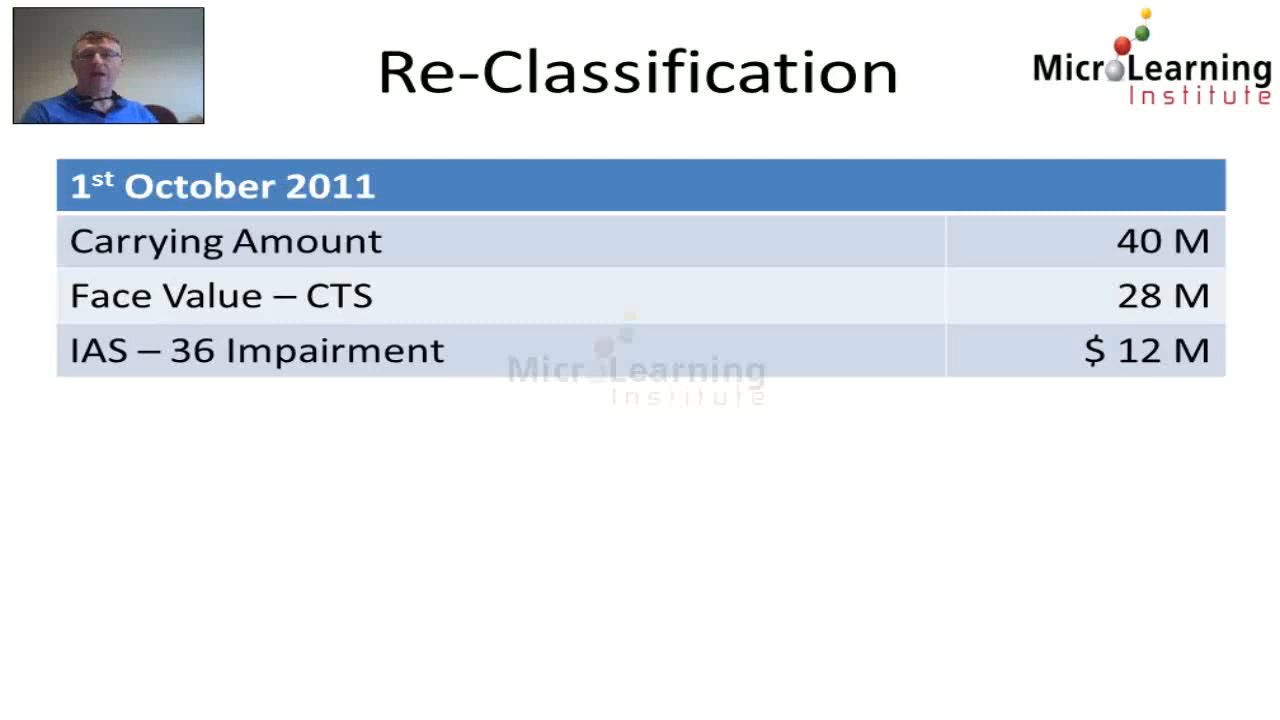 Re-Classification
MicroLearning
Institute
1st October 2011
Carrying Amount 40 M
Face Value – CTS 28 M
IAS – 36 Impairment $ 12 M
MicroLearning
Institute